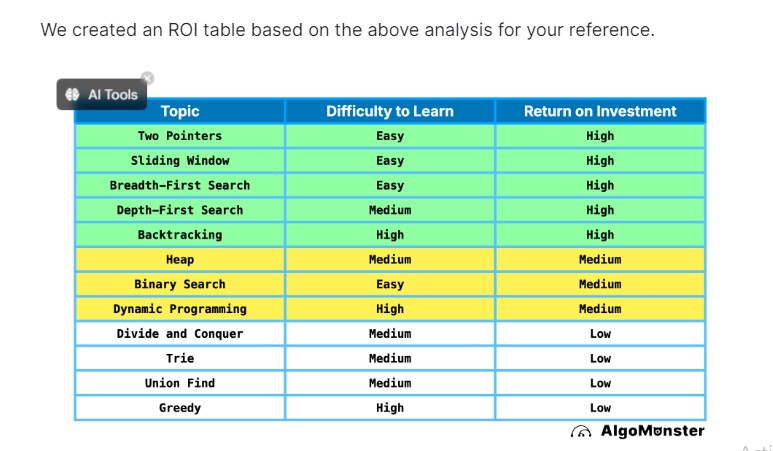 We created an ROI table based on the above analysis for your reference.
AI Tools
Topic Difficulty to Learn Return on Investment
Two Pointers Easy High
Sliding Window Easy High
Breadth-First Search Easy High
Depth-First Search Medium High
Backtracking High High
Heap Medium Medium
Binary Search Easy Medium
Dynamic Programming High Medium
Divide and Conquer Medium Low
Trie Medium Low
Union Find Medium Low
Greedy High Low
AlgoMonster